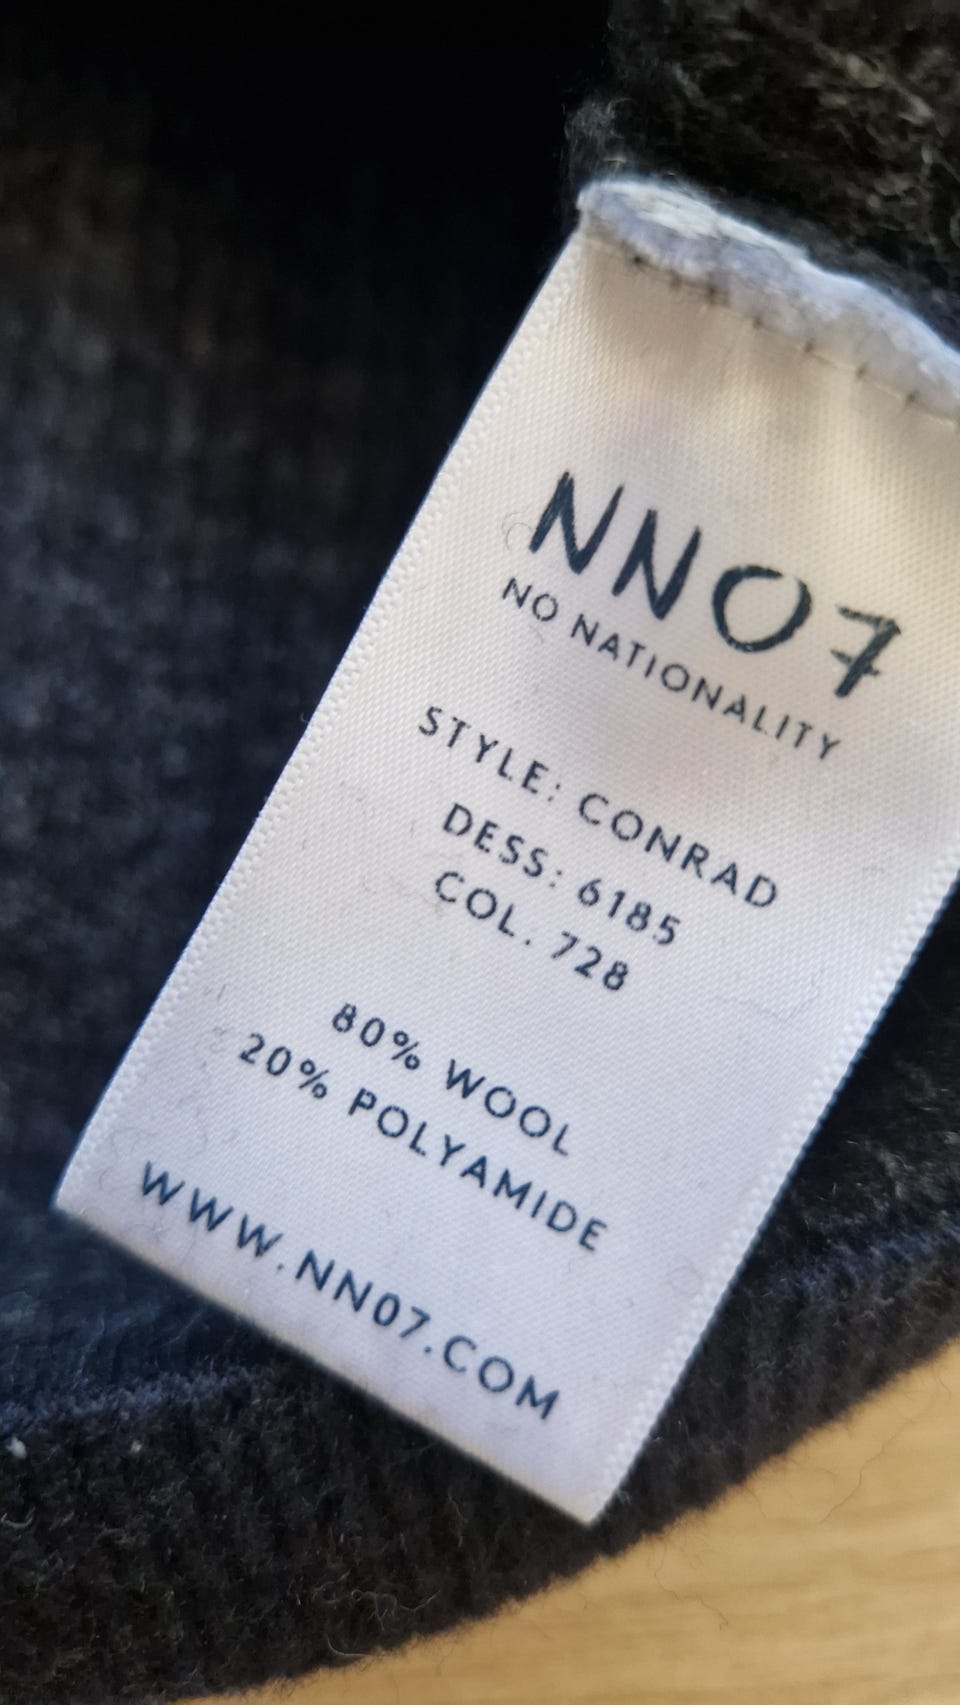 NN07
NO NATIONALITY
STYLE: CONRAD
DESS: 6185
COL. 728
80% WOOL
20% POLYAMIDE
WWW.NN07.COM